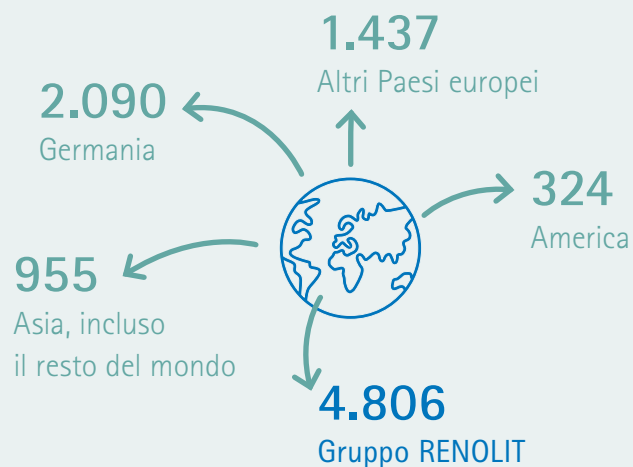 1.437
Altri Paesi europei
2.090
Germania
324
America
955
Asia, incluso
il resto del mondo
4.806
Gruppo RENOLIT